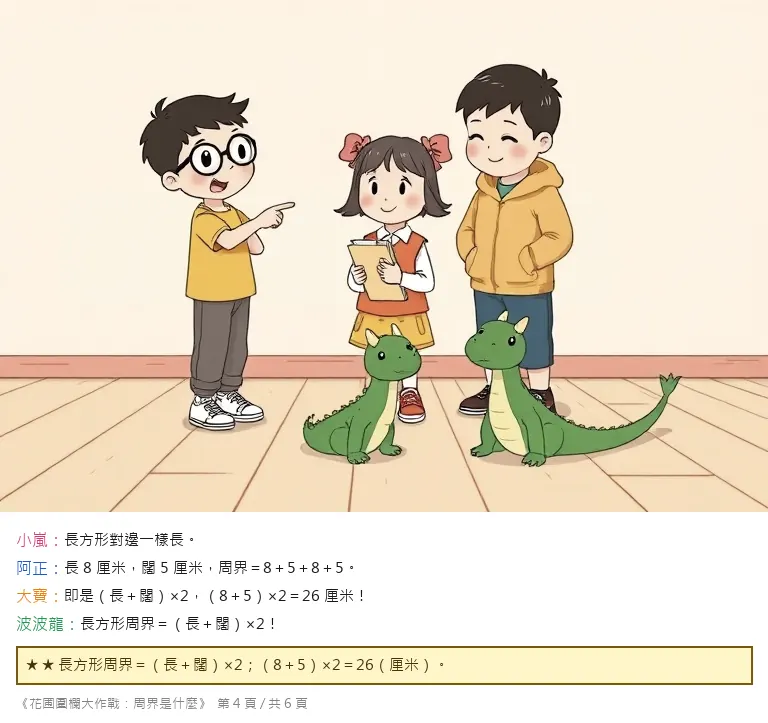 小嵐：長方形對邊一樣長。
阿正：長 8 厘米，闊 5 厘米，周界＝8＋5＋8＋5。
大寶：即是（長＋闊）×2，（8＋5）×2＝26 厘米！
波波龍：長方形周界＝（長＋闊）×2！
★★ 長方形周界＝（長＋闊）×2；（8＋5）×2＝26（厘米）。
《花圃圍欄大作戰：周界是什麼》 第 4 頁 / 共 6 頁